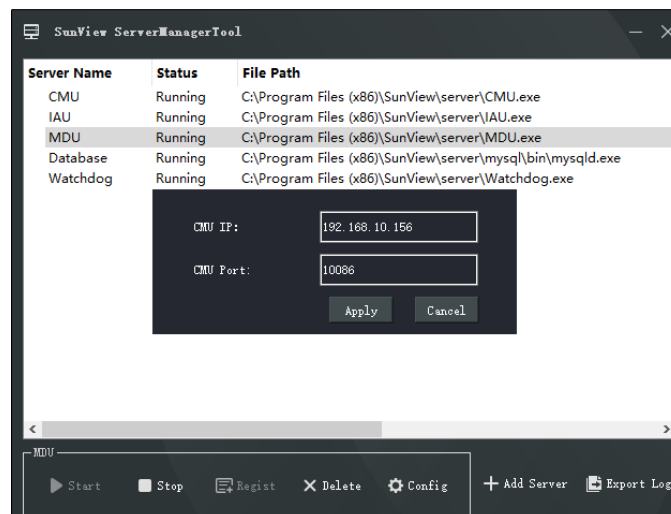 SunView ServerManagerTool
Server Name Status File Path
CMU Running C:\Program Files (x86)\SunView\server\CMU.exe
IAU Running C:\Program Files (x86)\SunView\server\IAU.exe
MDU Running C:\Program Files (x86)\SunView\server\MDU.exe
Database Running C:\Program Files (x86)\SunView\server\mysql\bin\mysqld.exe
Watchdog Running C:\Program Files (x86)\SunView\server\Watchdog.exe
CMU IP: 192.168.10.156
CMU Port: 10086
Apply Cancel
MDU
Start Stop Regist Delete Config Add Server Export Log